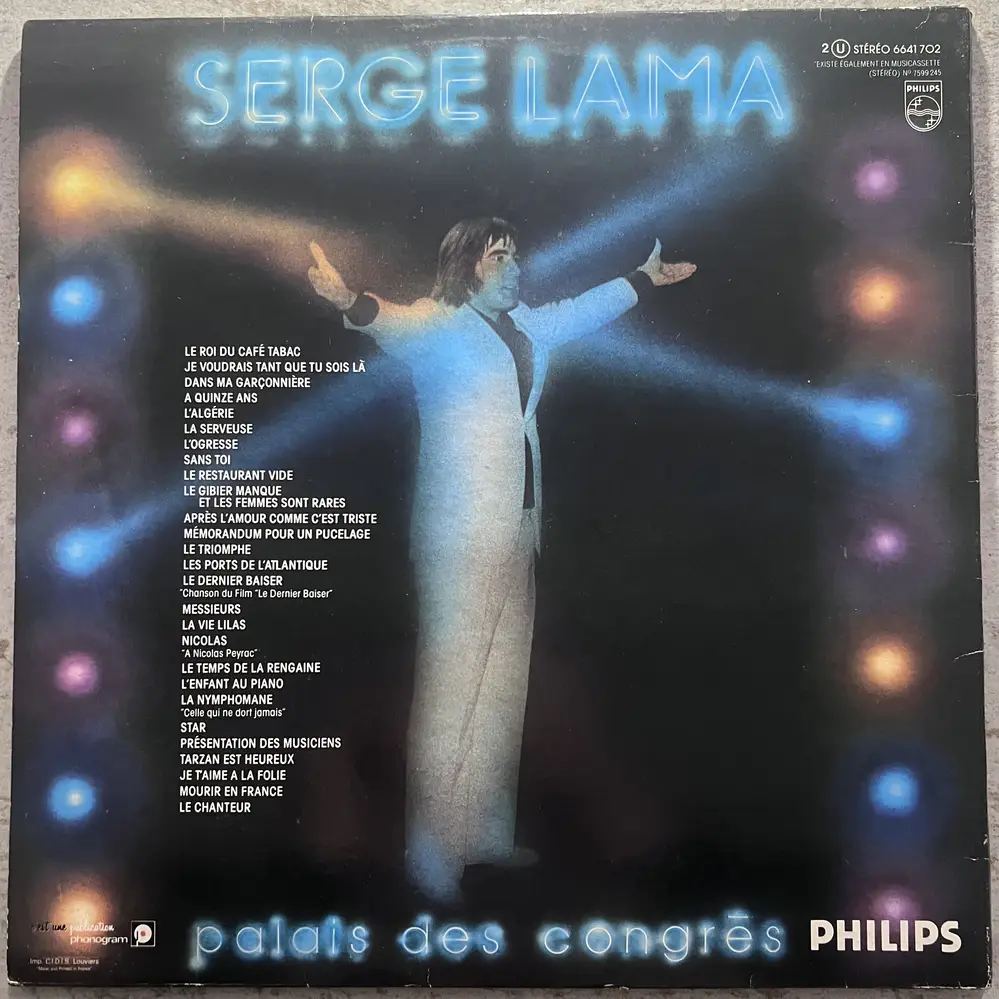 SERGE LAMA
2 U STÉRÉO 6641 702
"EXISTE ÉGALEMENT EN MUSICASSETTE
(STÉRÉO) Nº 7599 245
PHILIPS
LE ROI DU CAFÉ TABAC
JE VOUDRAIS TANT QUE TU SOIS LÀ
DANS MA GARÇONNIÈRE
A QUINZE ANS
L'ALGÉRIE
LA SERVEUSE
L'OGRESSE
SANS TOI
LE RESTAURANT VIDE
LE GIBIER MANQUE
ET LES FEMMES SONT RARES
APRÈS L'AMOUR COMME C'EST TRISTE
MÉMORANDUM POUR UN PUCELAGE
LE TRIOMPHE
LES PORTS DE L'ATLANTIQUE
LE DERNIER BAISER
"Chanson du Film "Le Dernier Baiser"
MESSIEURS
LA VIE LILAS
NICOLAS
"A Nicolas Peyrac"
LE TEMPS DE LA RENGAINE
L'ENFANT AU PIANO
LA NYMPHOMANE
"Celle qui ne dort jamais"
STAR
PRÉSENTATION DES MUSICIENS
TARZAN EST HEUREUX
JE T'AIME A LA FOLIE
MOURIR EN FRANCE
LE CHANTEUR
est une publication
phonogram p
Imp. C.I.D.I.S. Louviers
"Made and Printed in France"
palais des congrès
PHILIPS